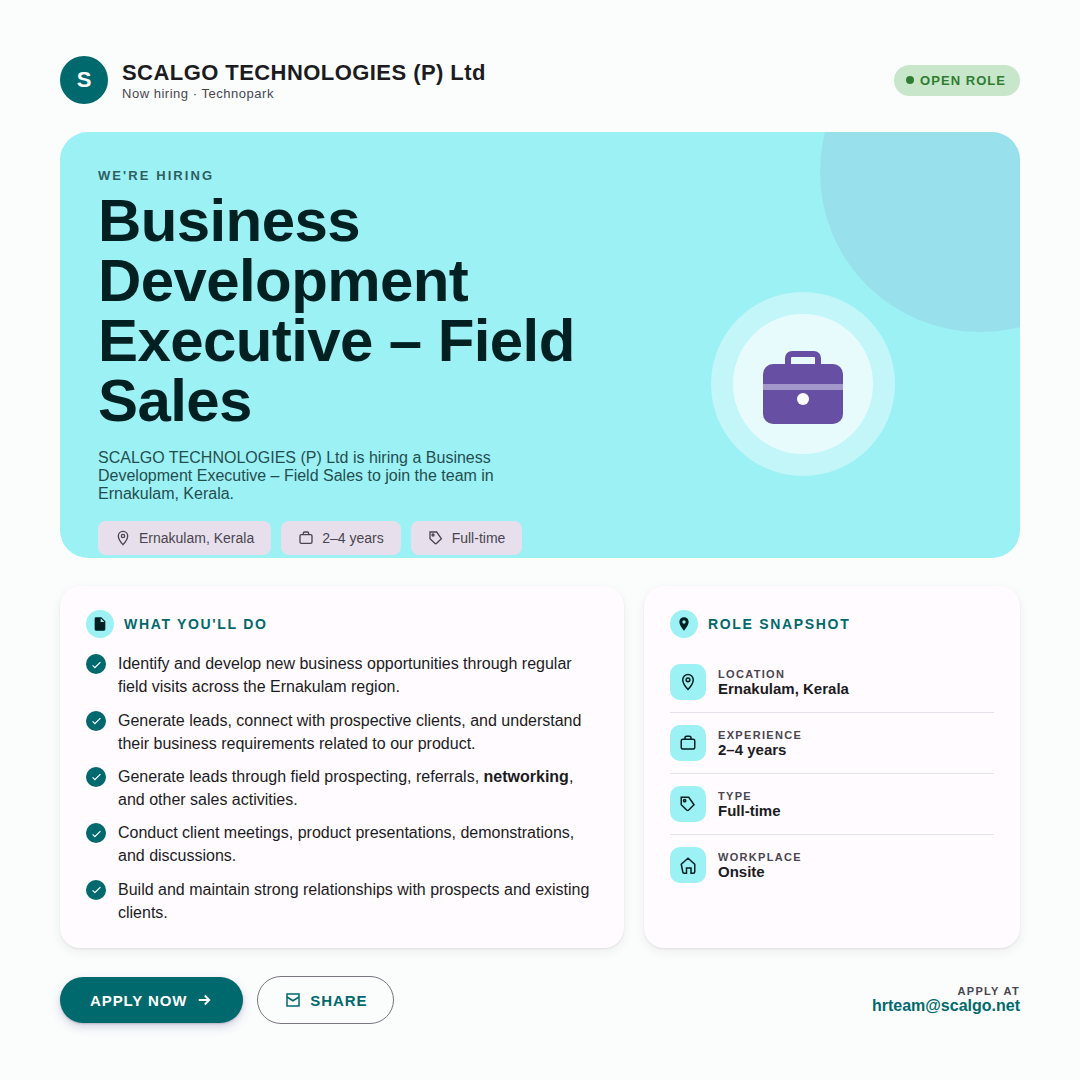 S
SCALGO TECHNOLOGIES (P) Ltd
Now hiring · Technopark
OPEN ROLE
WE'RE HIRING
Business
Development
Executive – Field
Sales
SCALGO TECHNOLOGIES (P) Ltd is hiring a Business
Development Executive – Field Sales to join the team in
Ernakulam, Kerala.
Ernakulam, Kerala
2–4 years
Full-time
WHAT YOU'LL DO
Identify and develop new business opportunities through regular
field visits across the Ernakulam region.
Generate leads, connect with prospective clients, and understand
their business requirements related to our product.
Generate leads through field prospecting, referrals, networking,
and other sales activities.
Conduct client meetings, product presentations, demonstrations,
and discussions.
Build and maintain strong relationships with prospects and existing
clients.
ROLE SNAPSHOT
LOCATION
Ernakulam, Kerala
EXPERIENCE
2–4 years
TYPE
Full-time
WORKPLACE
Onsite
APPLY NOW
SHARE
APPLY AT
hrteam@scalgo.net